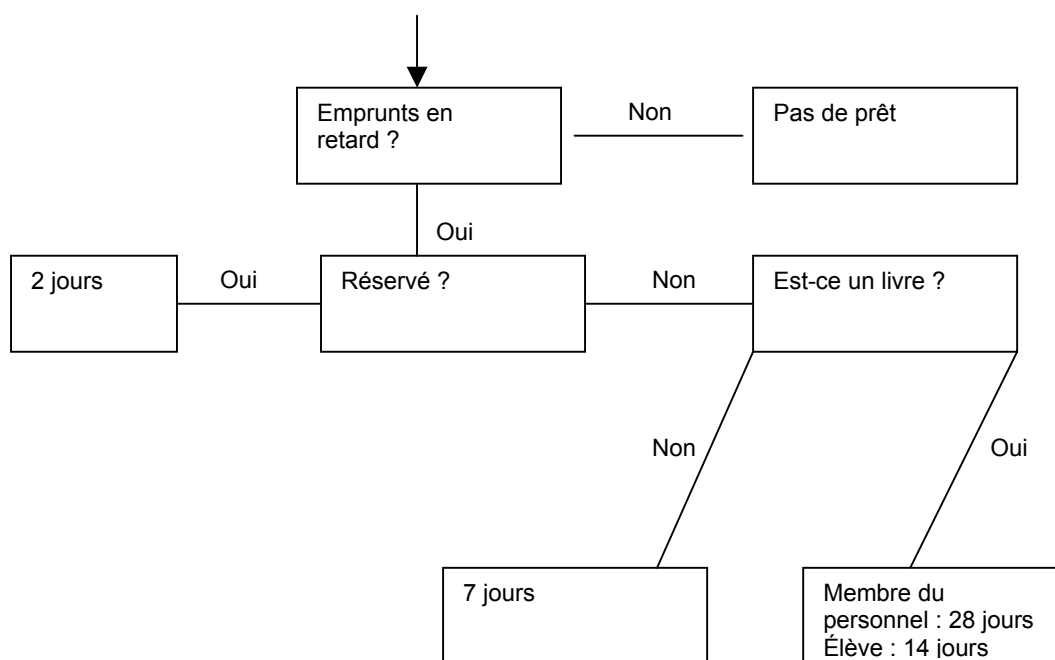 Emprunts en
retard ?
Non
Pas de prêt
Oui
2 jours
Oui
Réservé ?
Non
Est-ce un livre ?
Non
Oui
7 jours
Membre du
personnel : 28 jours
Élève : 14 jours